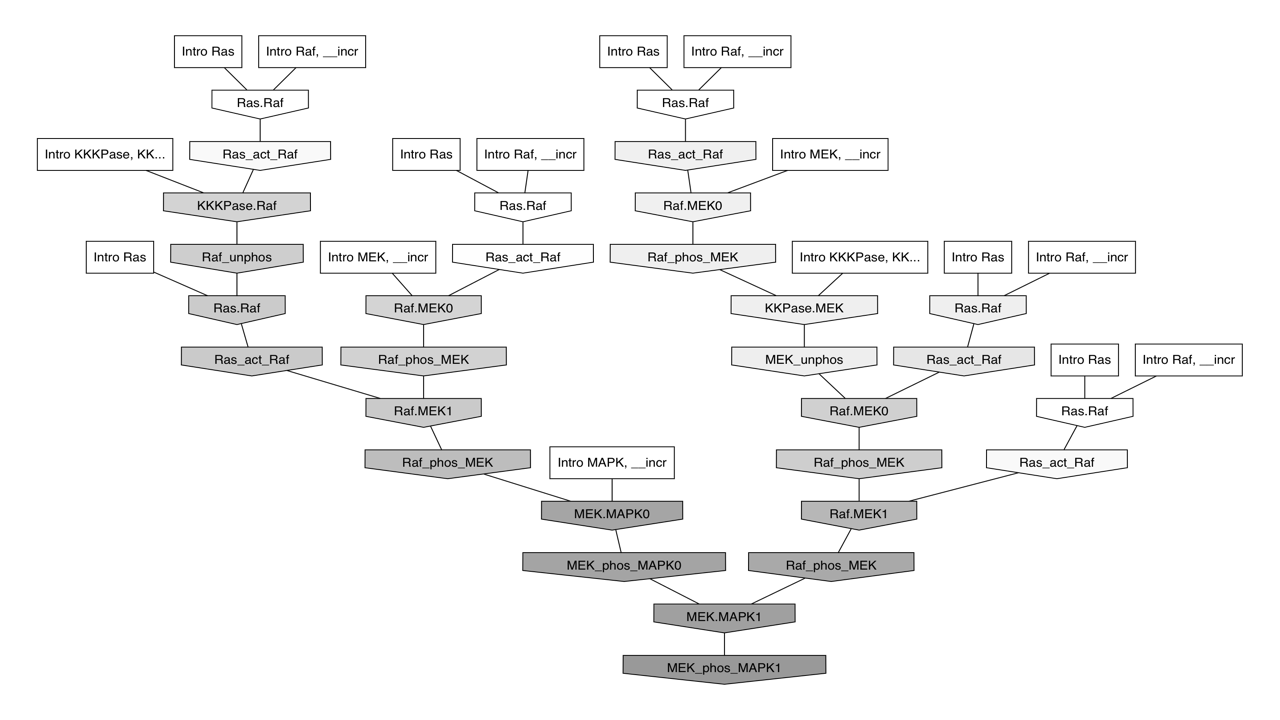 Intro Ras
Intro Raf, __incr
Intro Ras
Intro Raf, __incr
Ras.Raf
Ras.Raf
Intro KKKPase, KK...
Ras_act_Raf
Intro Ras
Intro Raf, __incr
Ras_act_Raf
Intro MEK, __incr
KKKPase.Raf
Ras.Raf
Raf.MEK0
Intro Ras
Raf_unphos
Intro MEK, __incr
Ras_act_Raf
Raf_phos_MEK
Intro KKKPase, KK...
Intro Ras
Intro Raf, __incr
Ras.Raf
Raf.MEK0
KKPase.MEK
Ras.Raf
Ras_act_Raf
Raf_phos_MEK
MEK_unphos
Ras_act_Raf
Intro Ras
Intro Raf, __incr
Raf.MEK1
Raf.MEK0
Ras.Raf
Raf_phos_MEK
Intro MAPK, __incr
Raf_phos_MEK
Ras_act_Raf
MEK.MAPK0
Raf.MEK1
MEK_phos_MAPK0
Raf_phos_MEK
MEK.MAPK1
MEK_phos_MAPK1